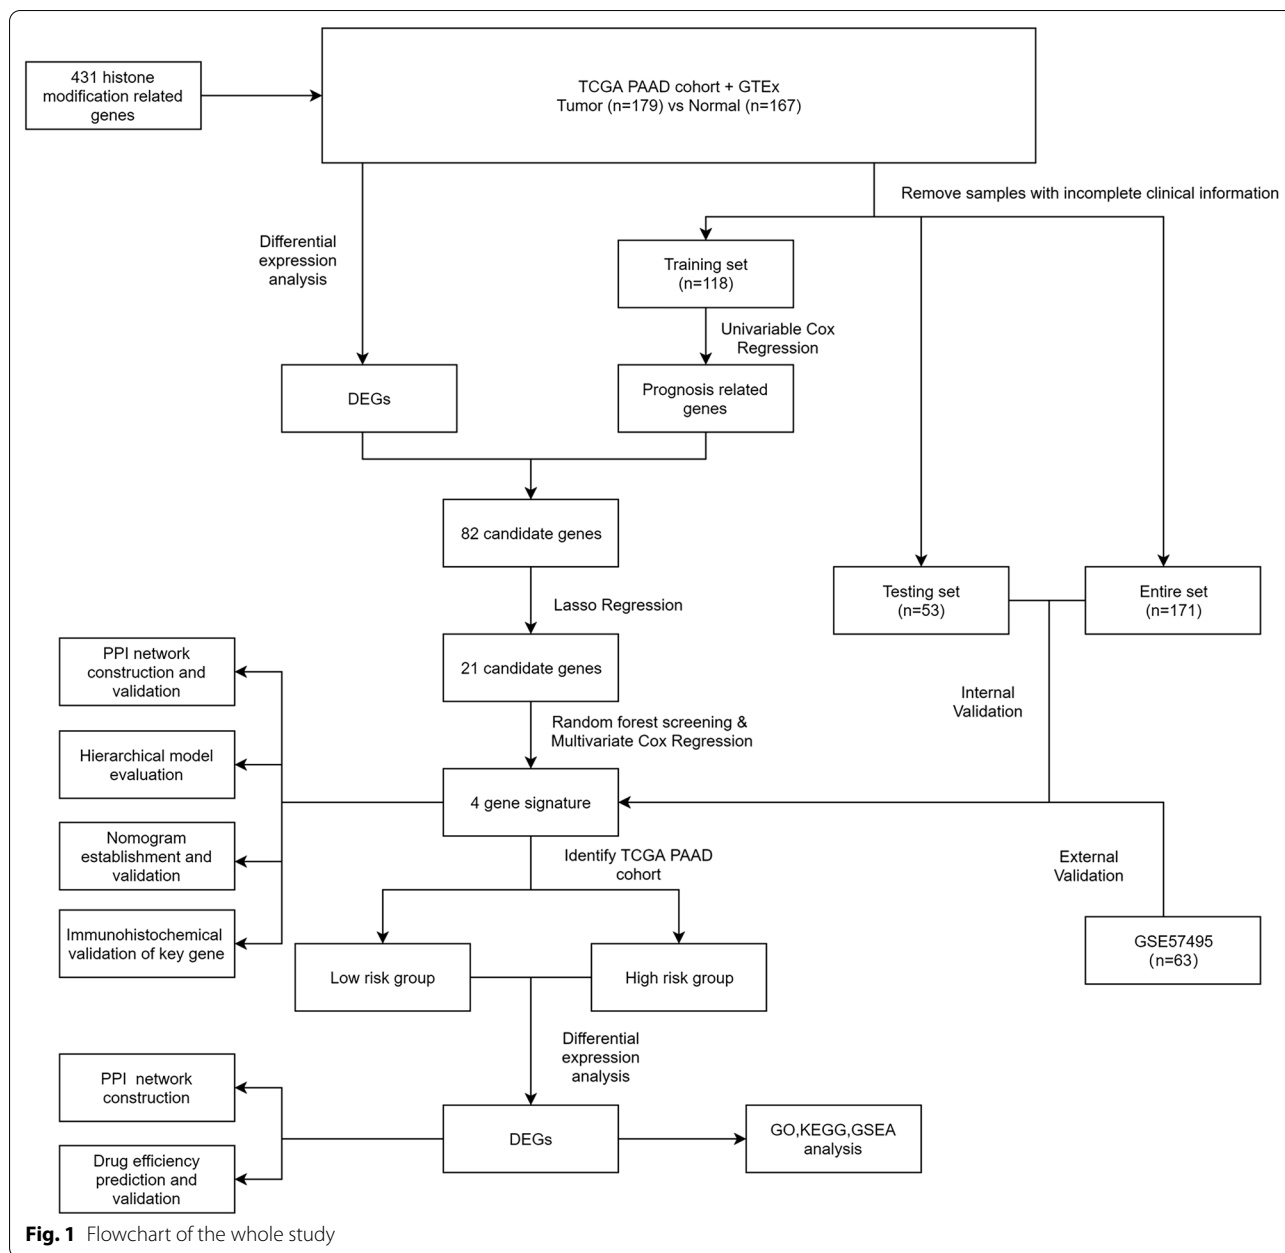 431 histone
modification related
genes
TCGA PAAD cohort + GTEx
Tumor (n=179) vs Normal (n=167)
Remove samples with incomplete clinical information
Differential
expression
analysis
Training set
(n=118)
Univariable Cox
Regression
DEGs
Prognosis related
genes
82 candidate genes
Lasso Regression
Testing set
(n=53)
Entire set
(n=171)
PPI network
construction and
validation
21 candidate genes
Internal
Validation
Random forest screening &
Multivariate Cox Regression
Hierarchical model
evaluation
4 gene signature
Nomogram
establishment and
validation
Identify TCGA PAAD
cohort
External
Validation
Immunohistochemical
validation of key gene
Low risk group
High risk group
GSE57495
(n=63)
Differential
expression
analysis
PPI  network
construction
DEGs
GO,KEGG,GSEA
analysis
Drug efficiency
prediction and
validation
Fig. 1 Flowchart of the whole study